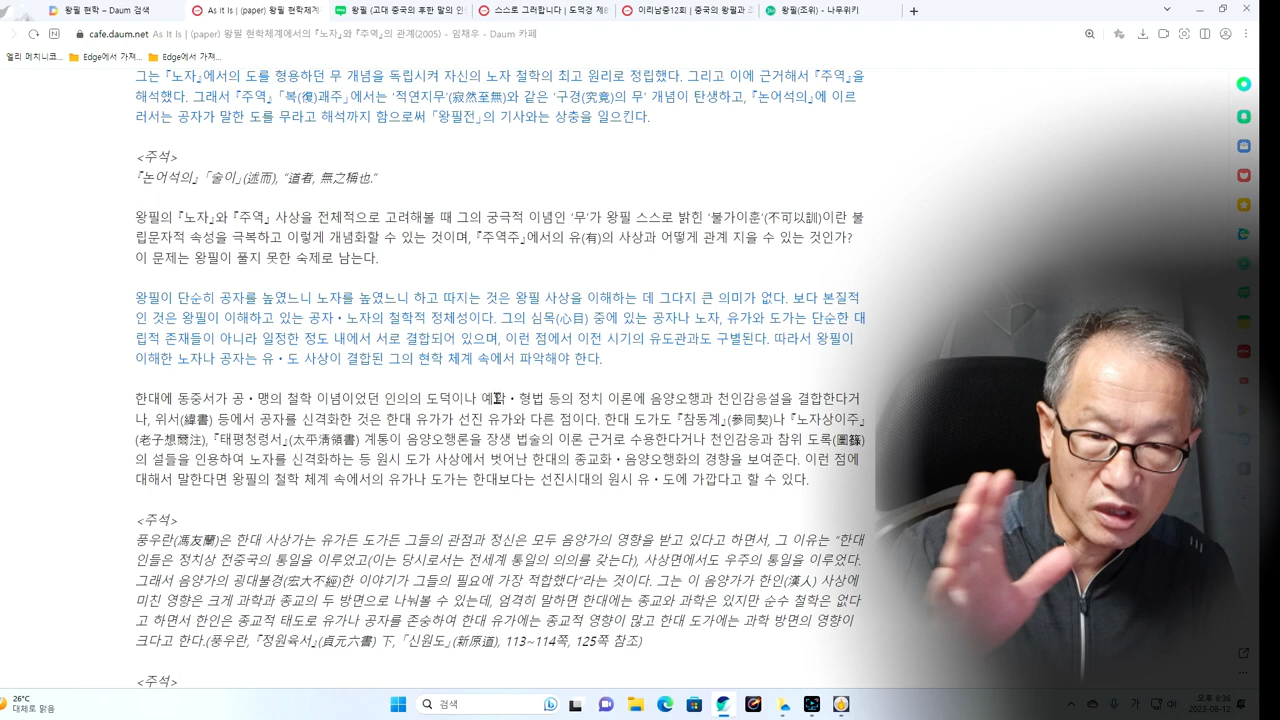 왕필 – Daum 검색
As It Is | (paper) 왕필 현학체계
왕필 (고대 중국의 후한 말의 인
스스로 그러합니다 | 도덕경 제8
이리남중12회 | 중국의 왕필과
왕필(조위) - 나무위키
cafe.daum.net As It Is | (paper) 왕필 현학체계에서의 『노자』와 『주역』의 관계(2005) - 임채우 - Daum 카페
엘리 머치니코... Edge에서 가져... Edge에서 가져...
그는 『노자』에서의 도를 형용하던 무 개념을 독립시켜 자신의 노자 철학의 최고 원리로 정립했다. 그리고 이에 근거해서 『주역』을
해석했다. 그래서 『주역』 「복(復)괘주」에서는 ‘적연지무’(寂然至無)와 같은 ‘구경(究竟)의 무’ 개념이 탄생하고, 『논어석의』에 이르
러서는 공자가 말한 도를 무라고 해석까지 함으로써 「왕필전」의 기사와는 상충을 일으킨다.
<주석>
『논어석의』 「술이」(述而), “道者, 無之稱也.”
왕필의 『노자』와 『주역』 사상을 전체적으로 고려해볼 때 그의 궁극적 이념인 ‘무’가 왕필 스스로 밝힌 ‘불가이훈’(不可以訓)이란 불
립문자적 속성을 극복하고 이렇게 개념화할 수 있는 것이며, 『주역주』에서의 유(有)의 사상과 어떻게 관계 지을 수 있는 것인가?
이 문제는 왕필이 풀지 못한 숙제로 남는다.
왕필이 단순히 공자를 높였느니 노자를 높였느니 하고 따지는 것은 왕필 사상을 이해하는 데 그다지 큰 의미가 없다. 보다 본질적
인 것은 왕필이 이해하고 있는 공자・노자의 철학적 정체성이다. 그의 심목(心目) 중에 있는 공자나 노자, 유가와 도가는 단순한 대
립적 존재들이 아니라 일정한 정도 내에서 서로 결합되어 있으며, 이런 점에서 이전 시기의 유도관과도 구별된다. 따라서 왕필이
이해한 노자나 공자는 유・도 사상이 결합된 그의 현학 체계 속에서 파악해야 한다.
한대에 동중서가 공・맹의 철학 이념이었던 인의의 도덕이나 예악・형법 등의 정치 이론에 음양오행과 천인감응설을 결합한다거
나, 위서(緯書) 등에서 공자를 신격화한 것은 한대 유가가 선진 유가와 다른 점이다. 한대 도가도 『참동계』(參同契)나 『노자상이주』
(老子想爾注), 『태평청령서』(太平淸領書) 계통이 음양오행론을 장생 법술의 이론 근거로 수용한다거나 천인감응과 참위 도록(圖錄)
의 설들을 인용하여 노자를 신격화하는 등 원시 도가 사상에서 벗어난 한대의 종교화・음양오행화의 경향을 보여준다. 이런 점에
대해서 말한다면 왕필의 철학 체계 속에서의 유가나 도가는 한대보다는 선진시대의 원시 유・도에 가깝다고 할 수 있다.
<주석>
풍우란(馮友蘭)은 한대 사상가는 유가든 도가든 그들의 관점과 정신은 모두 음양가의 영향을 받고 있다고 하면서, 그 이유는 “한대
인들은 정치상 전중국의 통일을 이루었고(이는 당시로서는 전세계 통일의 의의를 갖는다), 사상면에서도 우주의 통일을 이루었다.
그래서 음양가의 굉대불경(宏大不經)한 이야기가 그들의 필요에 가장 적합했다”라는 것이다. 그는 이 음양가가 한인(漢人) 사상에
미친 영향은 크게 과학과 종교의 두 방면으로 나눠볼 수 있는데, 엄격히 말하면 한대에는 종교와 과학은 있지만 순수 철학은 없다
고 하면서 한인은 종교적 태도로 유가나 공자를 존숭하여 한대 유가에는 종교적 영향이 많고 한대 도가에는 과학 방면의 영향이
크다고 한다.(풍우란, 『정원육서』(貞元六書) 下, 「신원도」(新原道), 113~114쪽, 125쪽 참조)
<주석>
26°C
대체로 맑음
검색
가
오후 8:36
2023-08-12